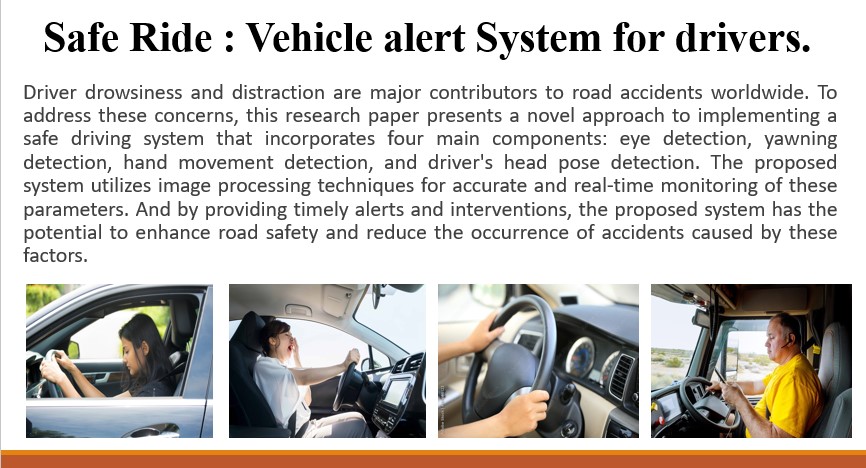 Safe Ride : Vehicle alert System for drivers.
Driver drowsiness and distraction are major contributors to road accidents worldwide. To
address these concerns, this research paper presents a novel approach to implementing a
safe driving system that incorporates four main components: eye detection, yawning
detection, hand movement detection, and driver's head pose detection. The proposed
system utilizes image processing techniques for accurate and real-time monitoring of these
parameters. And by providing timely alerts and interventions, the proposed system has the
potential to enhance road safety and reduce the occurrence of accidents caused by these
factors.